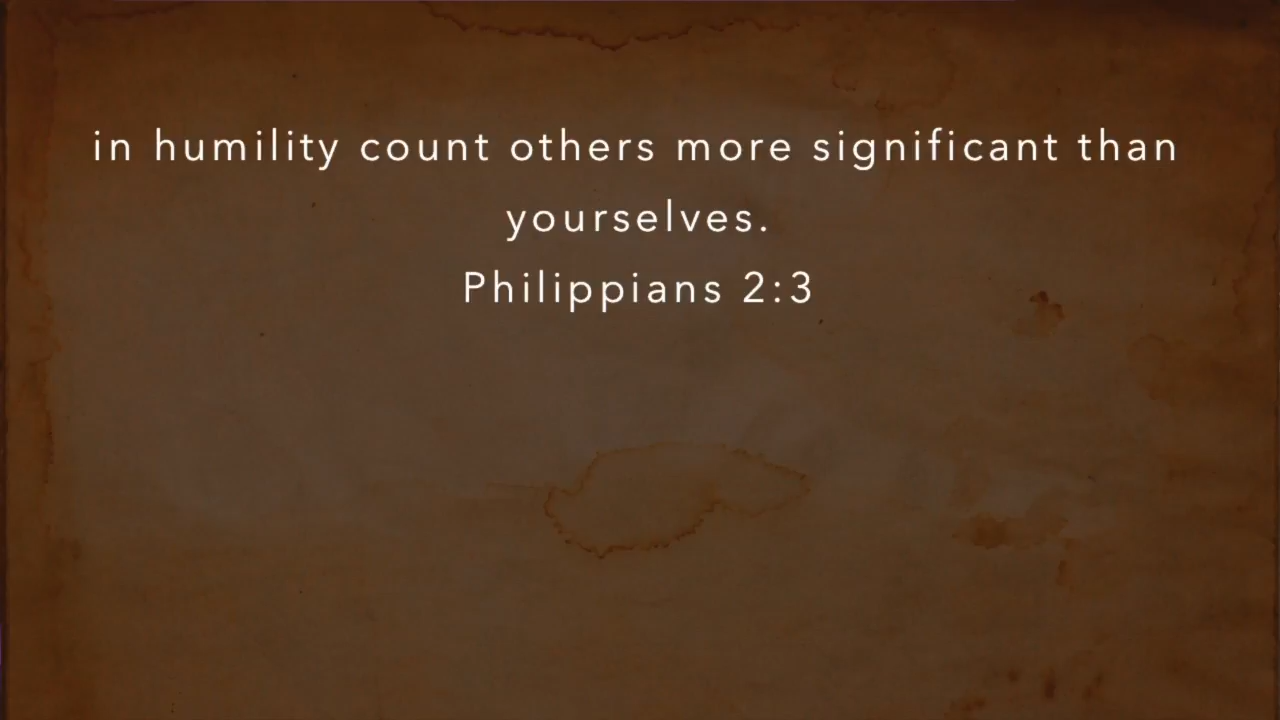 in humility count others more significant than
yourselves.
Philippians 2:3